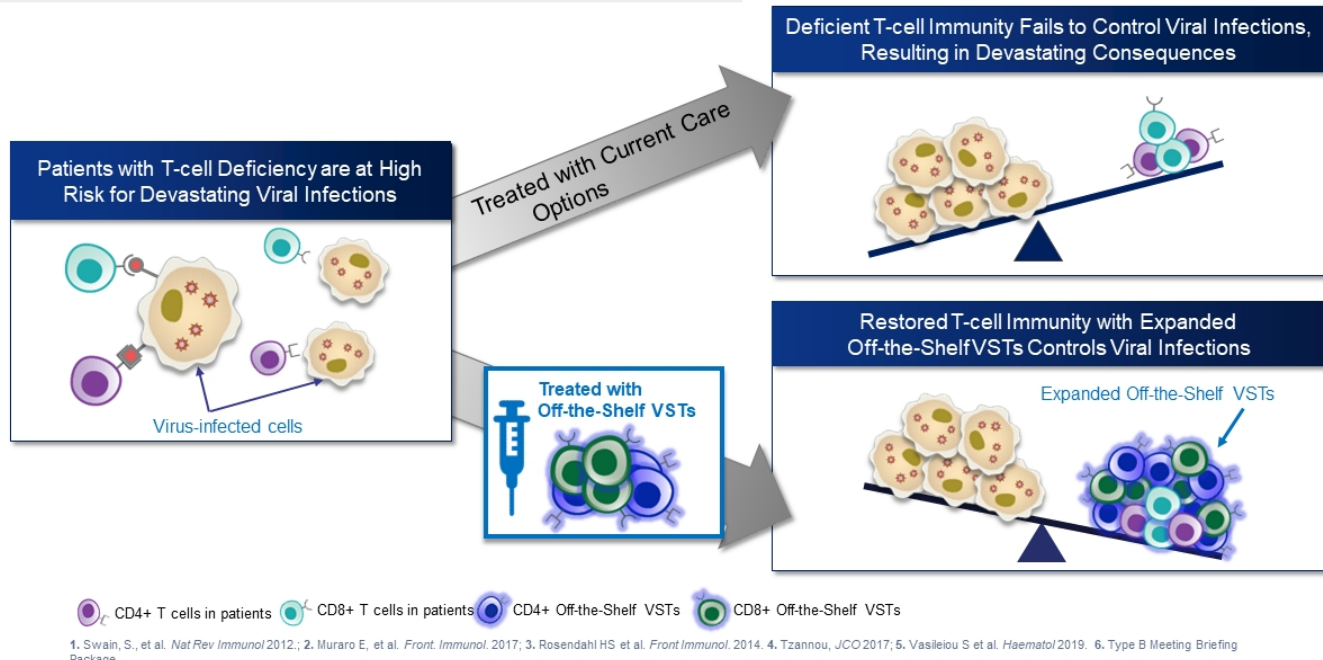 Patients with T-cell Deficiency are at High
Risk for Devastating Viral Infections
Virus-infected cells
Treated with Current Care
Options
Deficient T-cell Immunity Fails to Control Viral Infections,
Resulting in Devastating Consequences
Treated with
Off-the-Shelf VSTs
Restored T-cell Immunity with Expanded
Off-the-Shelf VSTs Controls Viral Infections
Expanded Off-the-Shelf VSTs
CD4+ T cells in patients
CD8+ T cells in patients
CD4+ Off-the-Shelf VSTs
CD8+ Off-the-Shelf VSTs
1. Swain, S., et al. Nat Rev Immunol 2012.; 2. Muraro E, et al. Front. Immunol. 2017; 3. Rosendahl HS et al. Front Immunol. 2014. 4. Tzannou, JCO 2017; 5. Vasileiou S et al. Haematol 2019. 6. Type B Meeting Briefing
Package